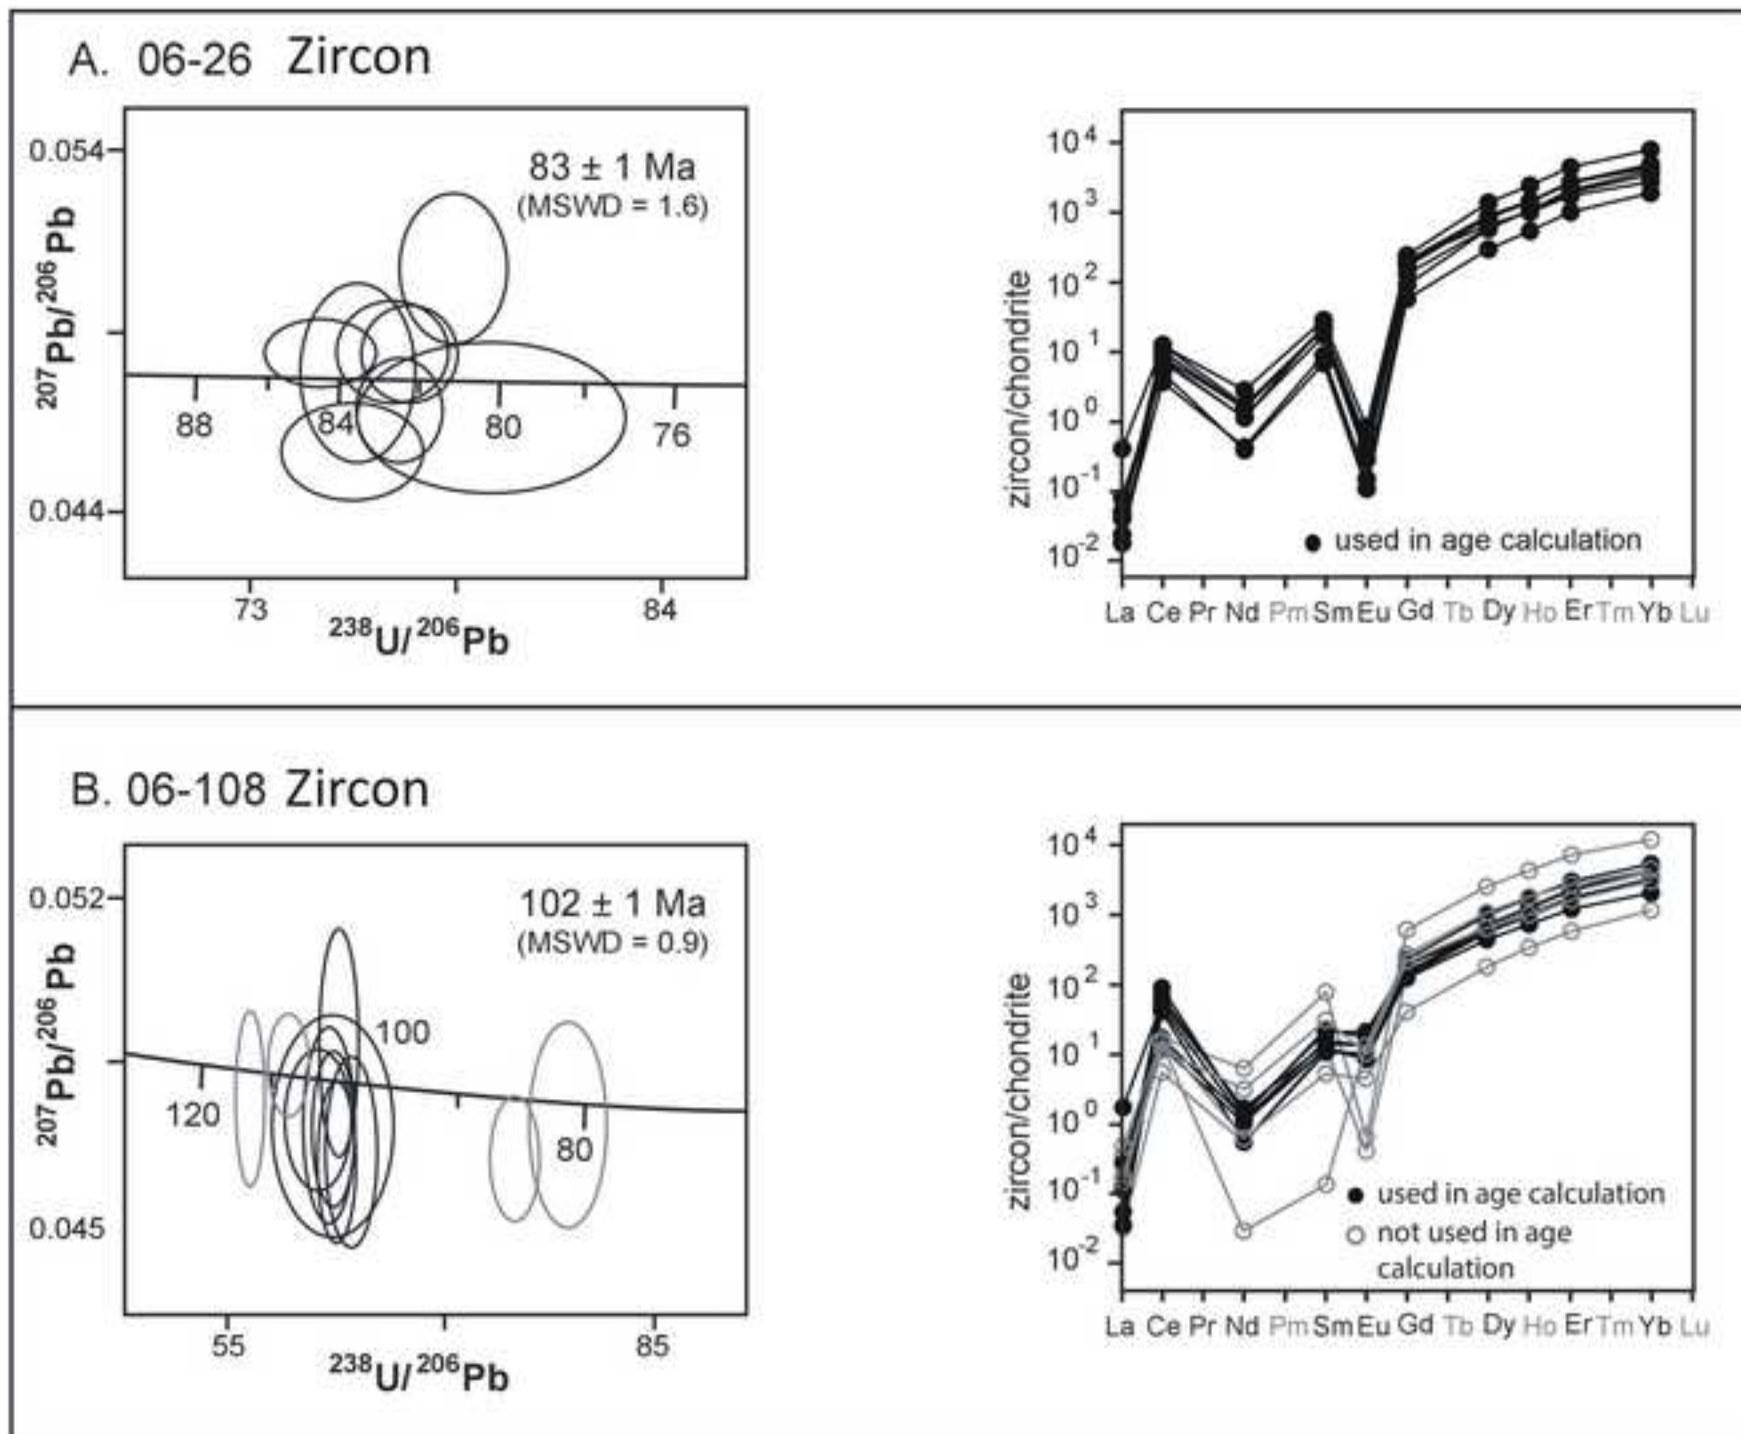 A. 06-26 Zircon
0.054
0.044
207Pb/206Pb
83 ± 1 Ma
(MSWD = 1.6)
88
84
80
76
73
84
238U/206Pb
zircon/chondrite
10^4
10^3
10^2
10^1
10^0
10^-1
10^-2
used in age calculation
La Ce Pr Nd Pm Sm Eu Gd Tb Dy Ho Er Tm Yb Lu
B. 06-108 Zircon
0.052
0.045
207Pb/206Pb
102 ± 1 Ma
(MSWD = 0.9)
120
100
80
55
85
238U/206Pb
zircon/chondrite
10^4
10^3
10^2
10^1
10^0
10^-1
10^-2
used in age calculation
not used in age
calculation
La Ce Pr Nd Pm Sm Eu Gd Tb Dy Ho Er Tm Yb Lu